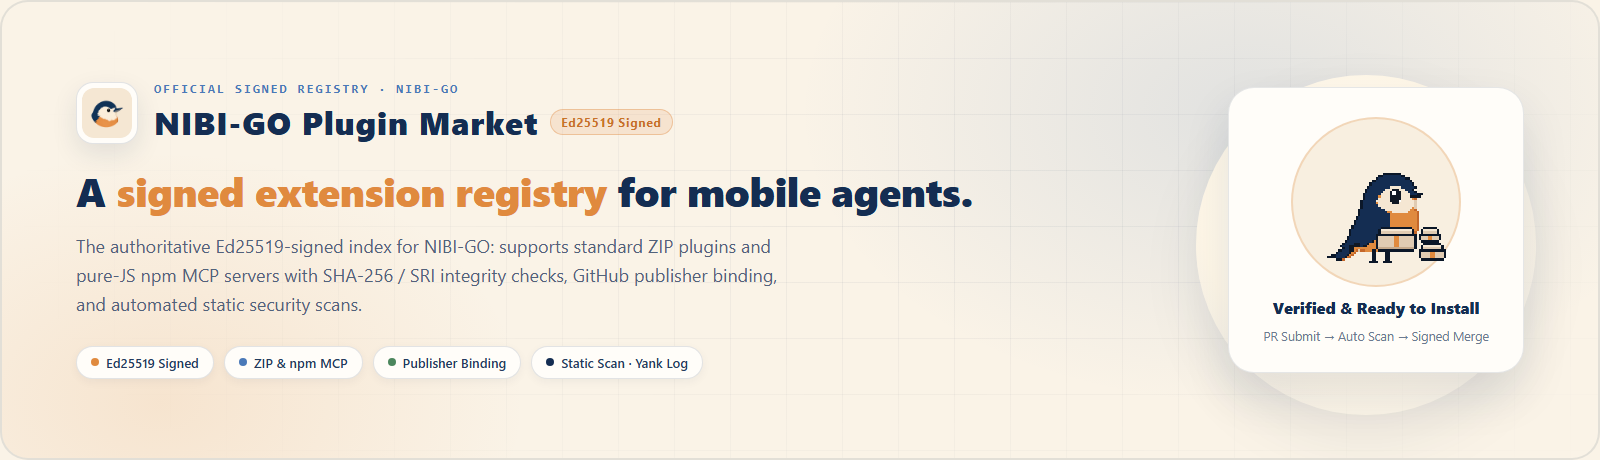 OFFICIAL SIGNED REGISTRY · NIBI-GO
NIBI-GO Plugin Market
Ed25519 Signed
A signed extension registry for mobile agents.
The authoritative Ed25519-signed index for NIBI-GO: supports standard ZIP plugins and
pure-JS npm MCP servers with SHA-256 / SRI integrity checks, GitHub publisher binding,
and automated static security scans.
Ed25519 Signed
ZIP & npm MCP
Publisher Binding
Static Scan · Yank Log
Verified & Ready to Install
PR Submit → Auto Scan → Signed Merge